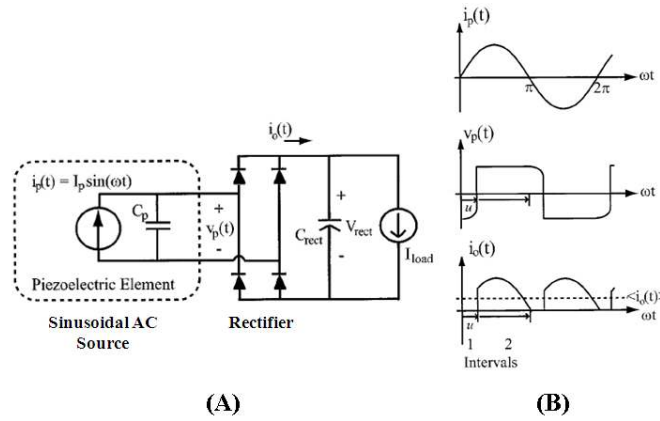 i_p(t) = I_p sin(ωt)
C_p
+
v_p(t)
-
Piezoelectric Element
Sinusoidal AC
Source
i_o(t)
Rectifier
+
C_rect
V_rect
-
I_load
(A)
i_p(t)
π
2π
ωt
v_p(t)
u
ωt
i_o(t)
<i_o(t)>
u
ωt
1
2
Intervals
(B)